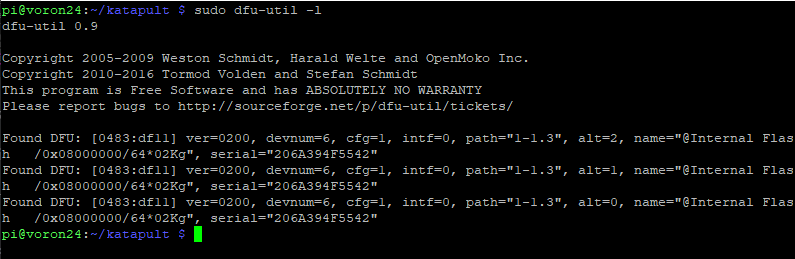 pi@voron24:~/katapult $ sudo dfu-util -l
dfu-util 0.9
Copyright 2005-2009 Weston Schmidt, Harald Welte and OpenMoko Inc.
Copyright 2010-2016 Tormod Volden and Stefan Schmidt
This program is Free Software and has ABSOLUTELY NO WARRANTY
Please report bugs to http://sourceforge.net/p/dfu-util/tickets/
Found DFU: [0483:df11] ver=0200, devnum=6, cfg=1, intf=0, path="1-1.3", alt=2, name="@Internal Flas
h   /0x08000000/64*02Kg", serial="206A394F5542"
Found DFU: [0483:df11] ver=0200, devnum=6, cfg=1, intf=0, path="1-1.3", alt=1, name="@Internal Flas
h   /0x08000000/64*02Kg", serial="206A394F5542"
Found DFU: [0483:df11] ver=0200, devnum=6, cfg=1, intf=0, path="1-1.3", alt=0, name="@Internal Flas
h   /0x08000000/64*02Kg", serial="206A394F5542"
pi@voron24:~/katapult $